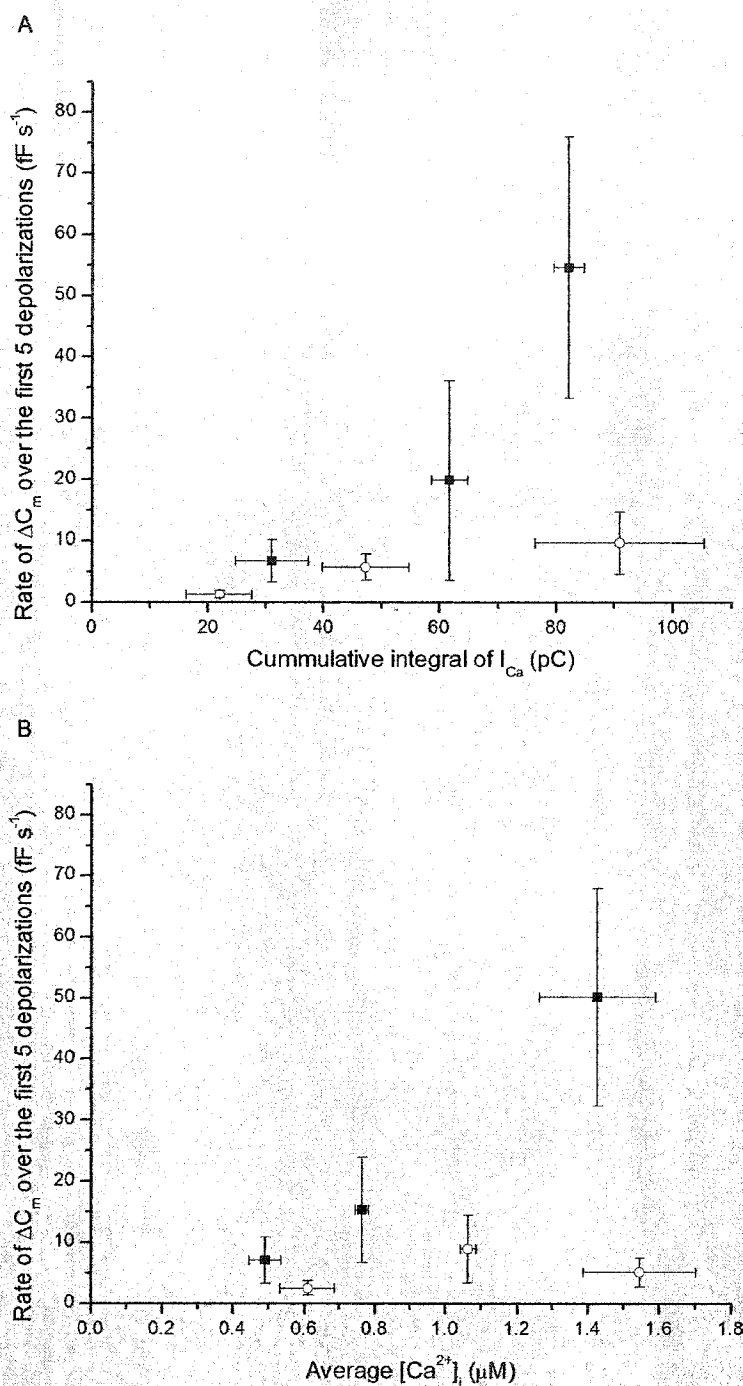 A
Rate of ΔCm over the first 5 depolarizations (fF s-1)
80
70
60
50
40
30
20
10
0
0 20 40 60 80 100
Cummulative integral of ICa (pC)
B
Rate of ΔCm over the first 5 depolarizations (fF s-1)
80
70
60
50
40
30
20
10
0
0.0 0.2 0.4 0.6 0.8 1.0 1.2 1.4 1.6 1.8
Average [Ca2+]i (μM)